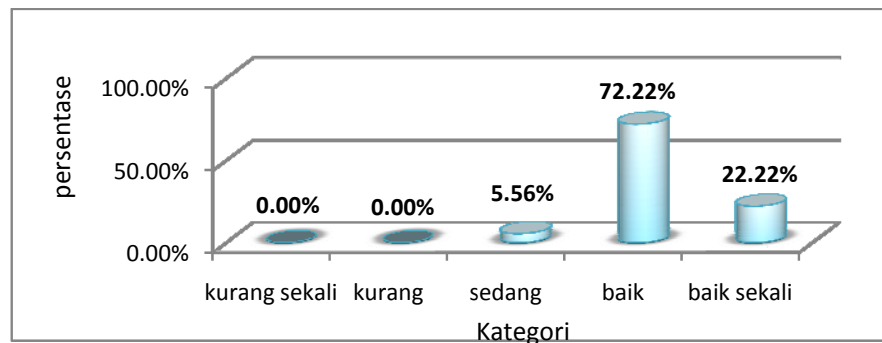 persentase
100.00%
50.00%
0.00%
0.00%
0.00%
5.56%
72.22%
22.22%
kurang sekali
kurang
sedang
baik
baik sekali
Kategori